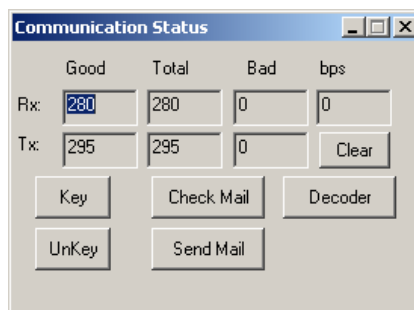 Communication Status
Good Total Bad bps
Rx: 280 280 0 0
Tx: 295 295 0 Clear
Key Check Mail Decoder
UnKey Send Mail